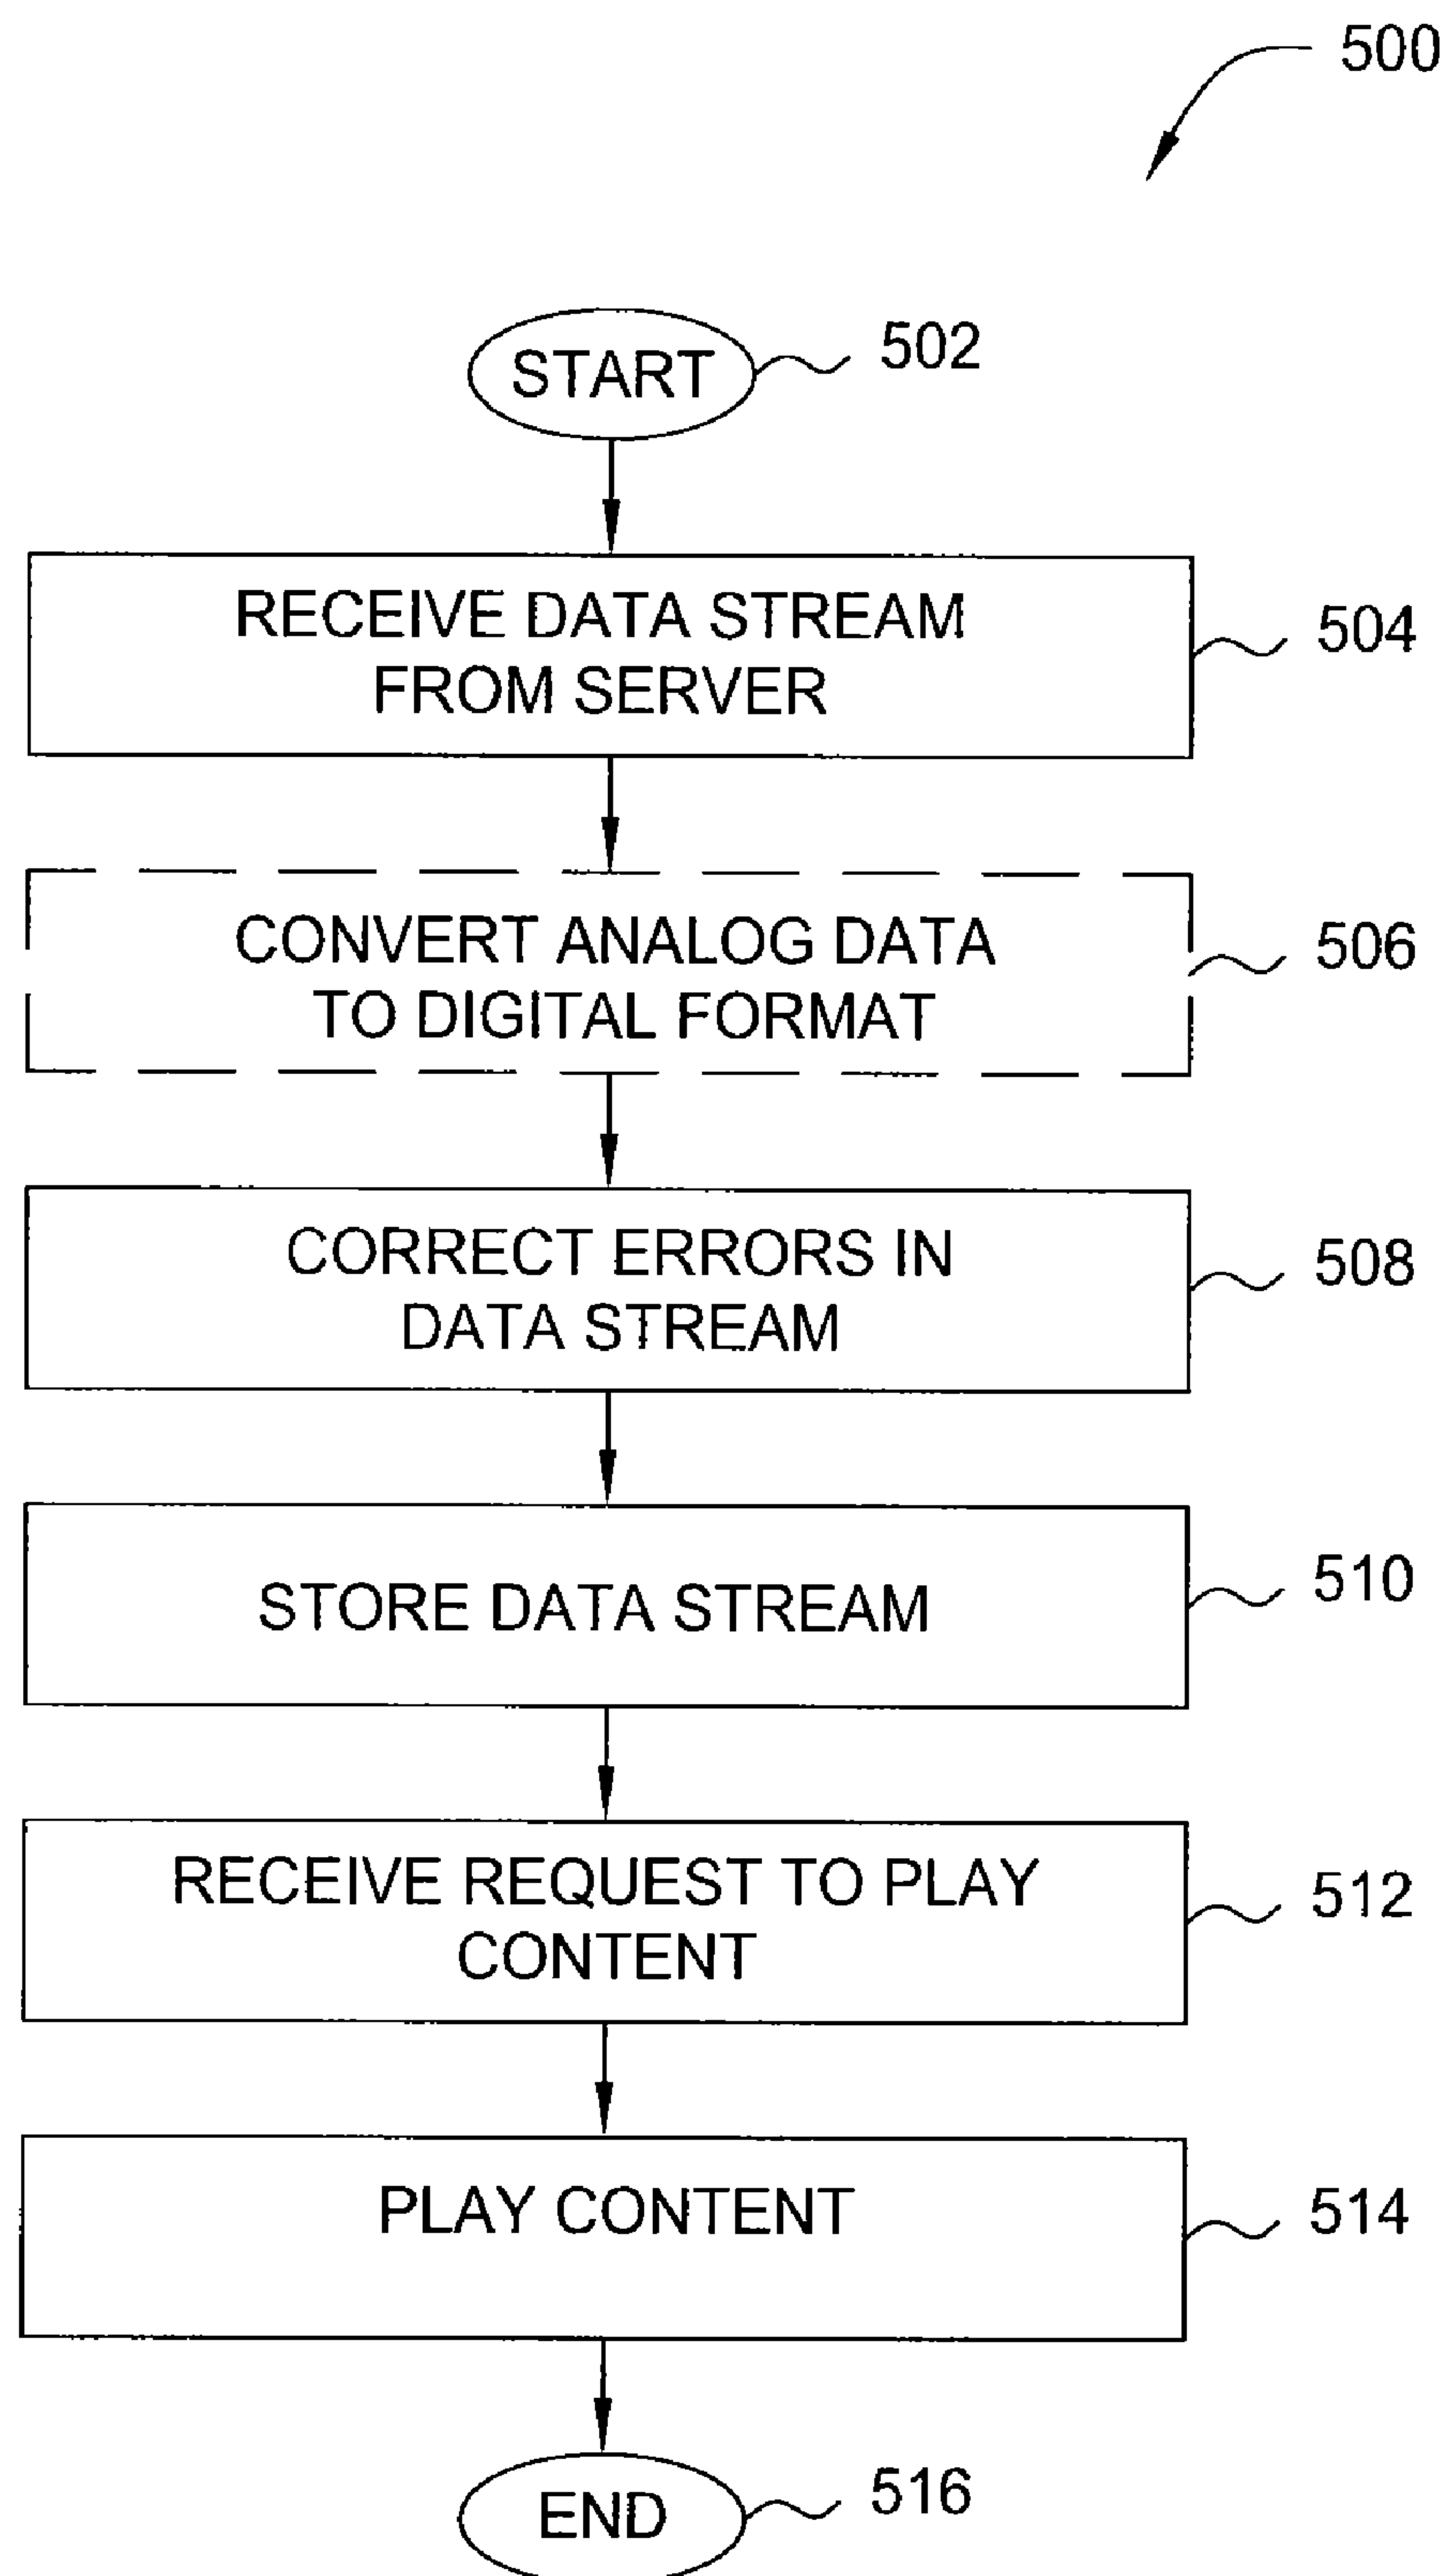 500
START
502
RECEIVE DATA STREAM
FROM SERVER
504
CONVERT ANALOG DATA
TO DIGITAL FORMAT
506
CORRECT ERRORS IN
DATA STREAM
508
STORE DATA STREAM
510
RECEIVE REQUEST TO PLAY
CONTENT
512
PLAY CONTENT
514
END
516